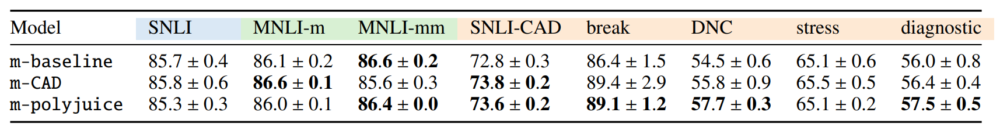 Model SNLI MNLI-m MNLI-mm SNLI-CAD break DNC stress diagnostic
m-baseline 85.7 ± 0.4 86.1 ± 0.2 86.6 ± 0.2 72.8 ± 0.3 86.4 ± 1.5 54.5 ± 0.6 65.1 ± 0.6 56.0 ± 0.8
m-CAD 85.8 ± 0.6 86.6 ± 0.1 85.6 ± 0.3 73.8 ± 0.2 89.4 ± 2.9 55.8 ± 0.9 65.5 ± 0.5 56.4 ± 0.4
m-polyjuice 85.3 ± 0.3 86.0 ± 0.1 86.4 ± 0.0 73.6 ± 0.2 89.1 ± 1.2 57.7 ± 0.3 65.1 ± 0.2 57.5 ± 0.5